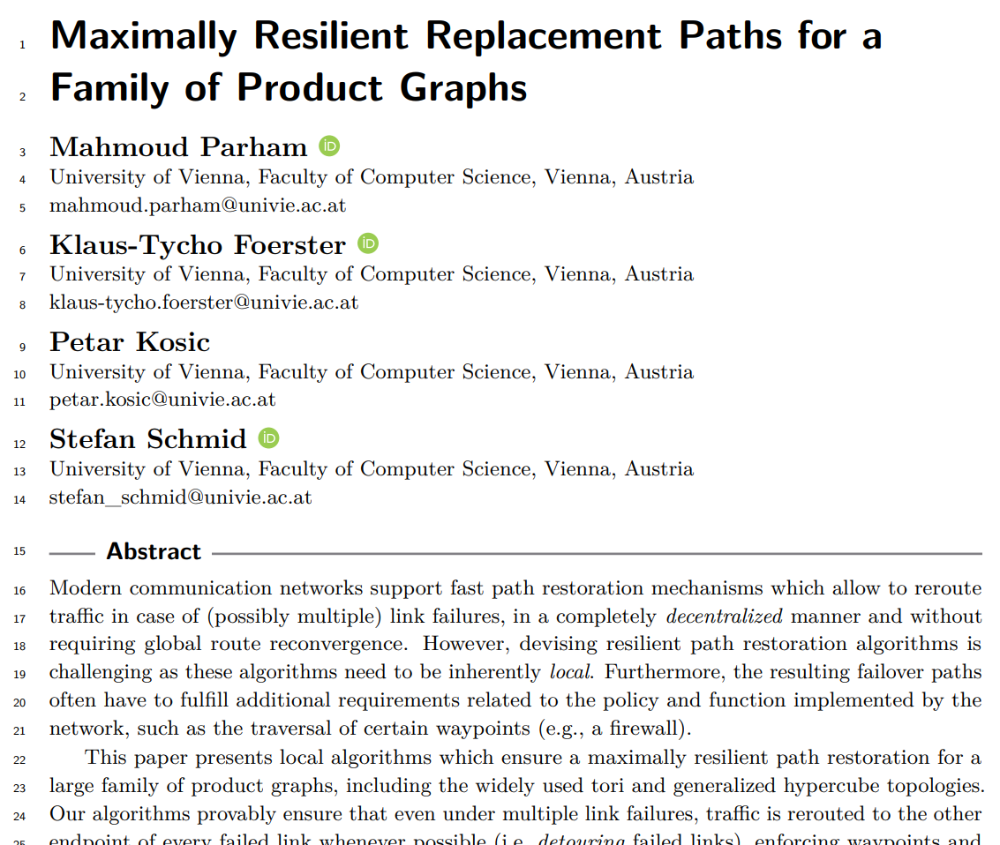 1 Maximally Resilient Replacement Paths for a
2 Family of Product Graphs
3 Mahmoud Parham iD
4 University of Vienna, Faculty of Computer Science, Vienna, Austria
5 mahmoud.parham@univie.ac.at
6 Klaus-Tycho Foerster iD
7 University of Vienna, Faculty of Computer Science, Vienna, Austria
8 klaus-tycho.foerster@univie.ac.at
9 Petar Kosic
10 University of Vienna, Faculty of Computer Science, Vienna, Austria
11 petar.kosic@univie.ac.at
12 Stefan Schmid iD
13 University of Vienna, Faculty of Computer Science, Vienna, Austria
14 stefan_schmid@univie.ac.at
15 Abstract
16 Modern communication networks support fast path restoration mechanisms which allow to reroute
17 traffic in case of (possibly multiple) link failures, in a completely decentralized manner and without
18 requiring global route reconvergence. However, devising resilient path restoration algorithms is
19 challenging as these algorithms need to be inherently local. Furthermore, the resulting failover paths
20 often have to fulfill additional requirements related to the policy and function implemented by the
21 network, such as the traversal of certain waypoints (e.g., a firewall).
22 This paper presents local algorithms which ensure a maximally resilient path restoration for a
23 large family of product graphs, including the widely used tori and generalized hypercube topologies.
24 Our algorithms provably ensure that even under multiple link failures, traffic is rerouted to the other
25 endpoint of every failed link whenever possible (i.e. detouring failed links), enforcing waypoints and